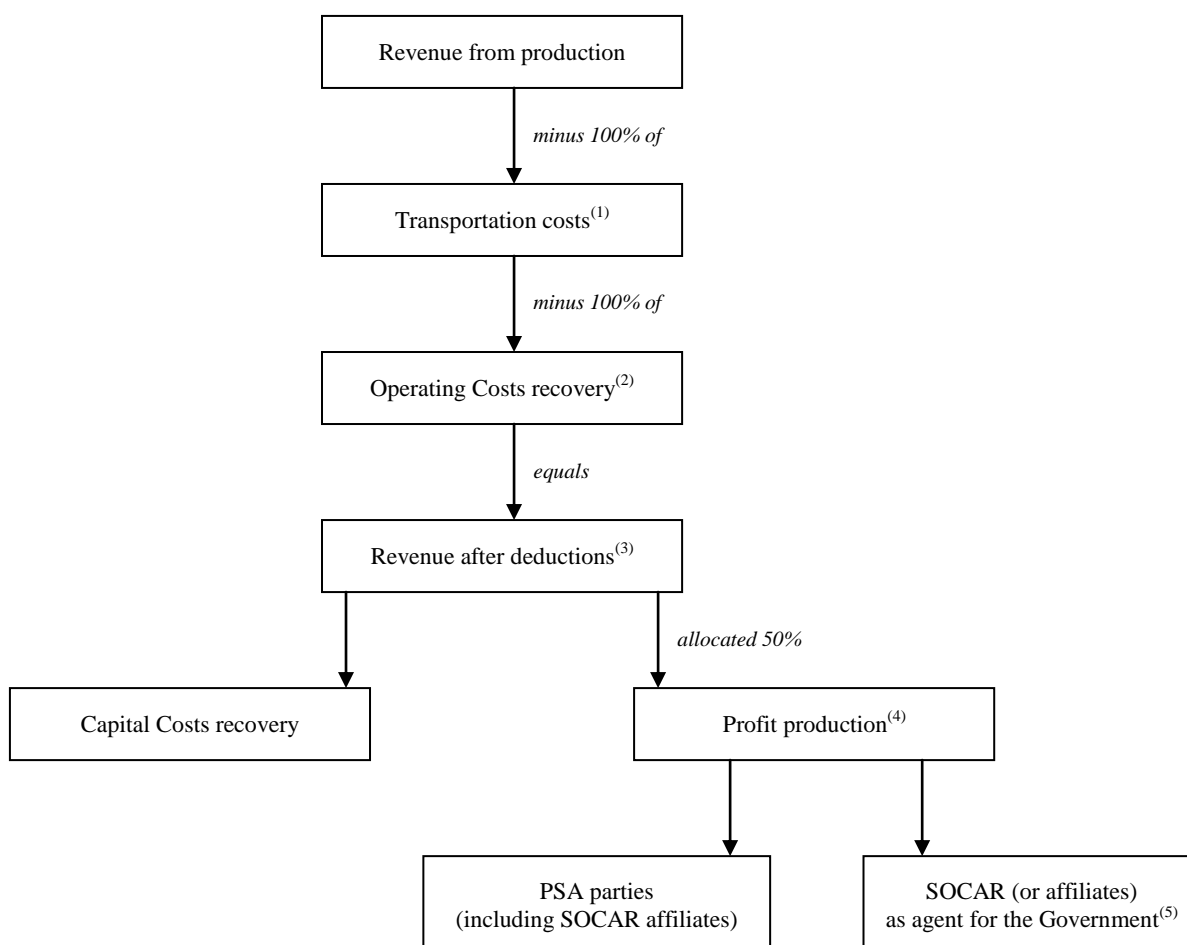 Revenue from production
minus 100% of
Transportation costs(1)
minus 100% of
Operating Costs recovery(2)
equals
Revenue after deductions(3)
allocated 50%
Capital Costs recovery
Profit production(4)
PSA parties
(including SOCAR affiliates)
SOCAR (or affiliates)
as agent for the Government(5)